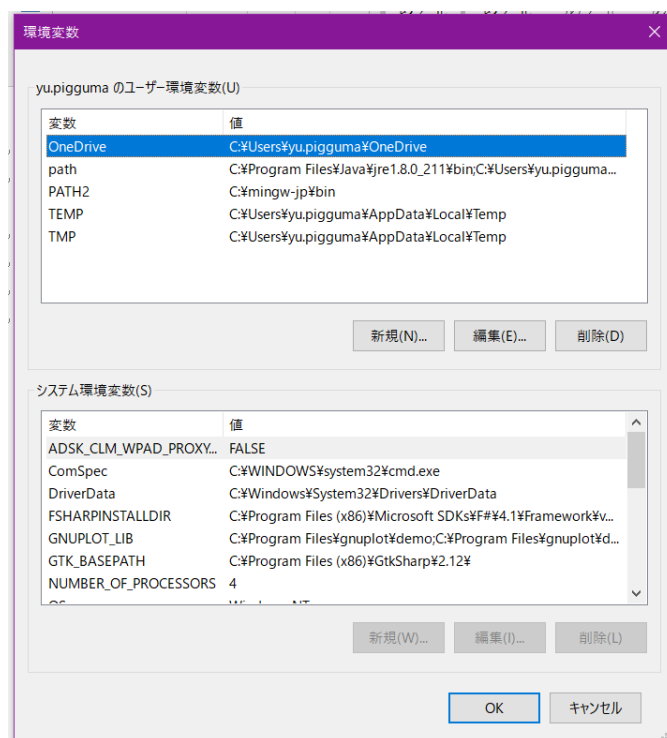 環境変数
yu.pigguma のユーザー環境変数(U)
変数 値
OneDrive C:¥Users¥yu.pigguma¥OneDrive
path C:¥Program Files¥Java¥jre1.8.0_211¥bin;C:¥Users¥yu.pigguma...
PATH2 C:¥mingw-jp¥bin
TEMP C:¥Users¥yu.pigguma¥AppData¥Local¥Temp
TMP C:¥Users¥yu.pigguma¥AppData¥Local¥Temp
新規(N)... 編集(E)... 削除(D)
システム環境変数(S)
変数 値
ADSK_CLM_WPAD_PROXY... FALSE
ComSpec C:¥WINDOWS¥system32¥cmd.exe
DriverData C:¥Windows¥System32¥Drivers¥DriverData
FSHARPINSTALLDIR C:¥Program Files (x86)¥Microsoft SDKs¥F#¥4.1¥Framework¥v...
GNUPLOT_LIB C:¥Program Files¥gnuplot¥demo;C:¥Program Files¥gnuplot¥d...
GTK_BASEPATH C:¥Program Files (x86)¥GtkSharp¥2.12¥
NUMBER_OF_PROCESSORS 4
新規(W)... 編集(I)... 削除(L)
OK キャンセル